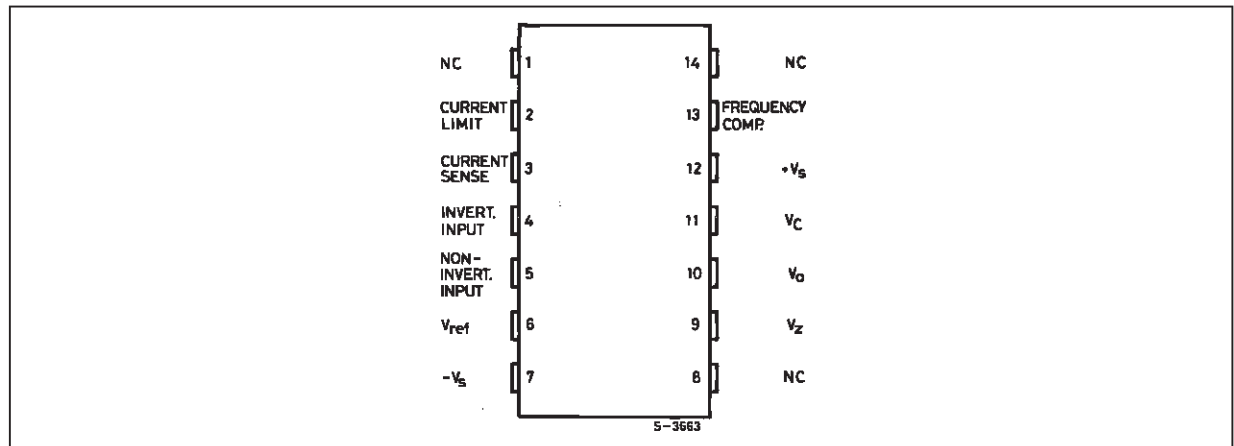 NC 1 14 NC
CURRENT LIMIT 2 13 FREQUENCY COMP.
CURRENT SENSE 3 12 +Vs
INVERT. INPUT 4 11 VC
NON-INVERT. INPUT 5 10 Vo
Vref 6 9 Vz
-Vs 7 8 NC
S-3663